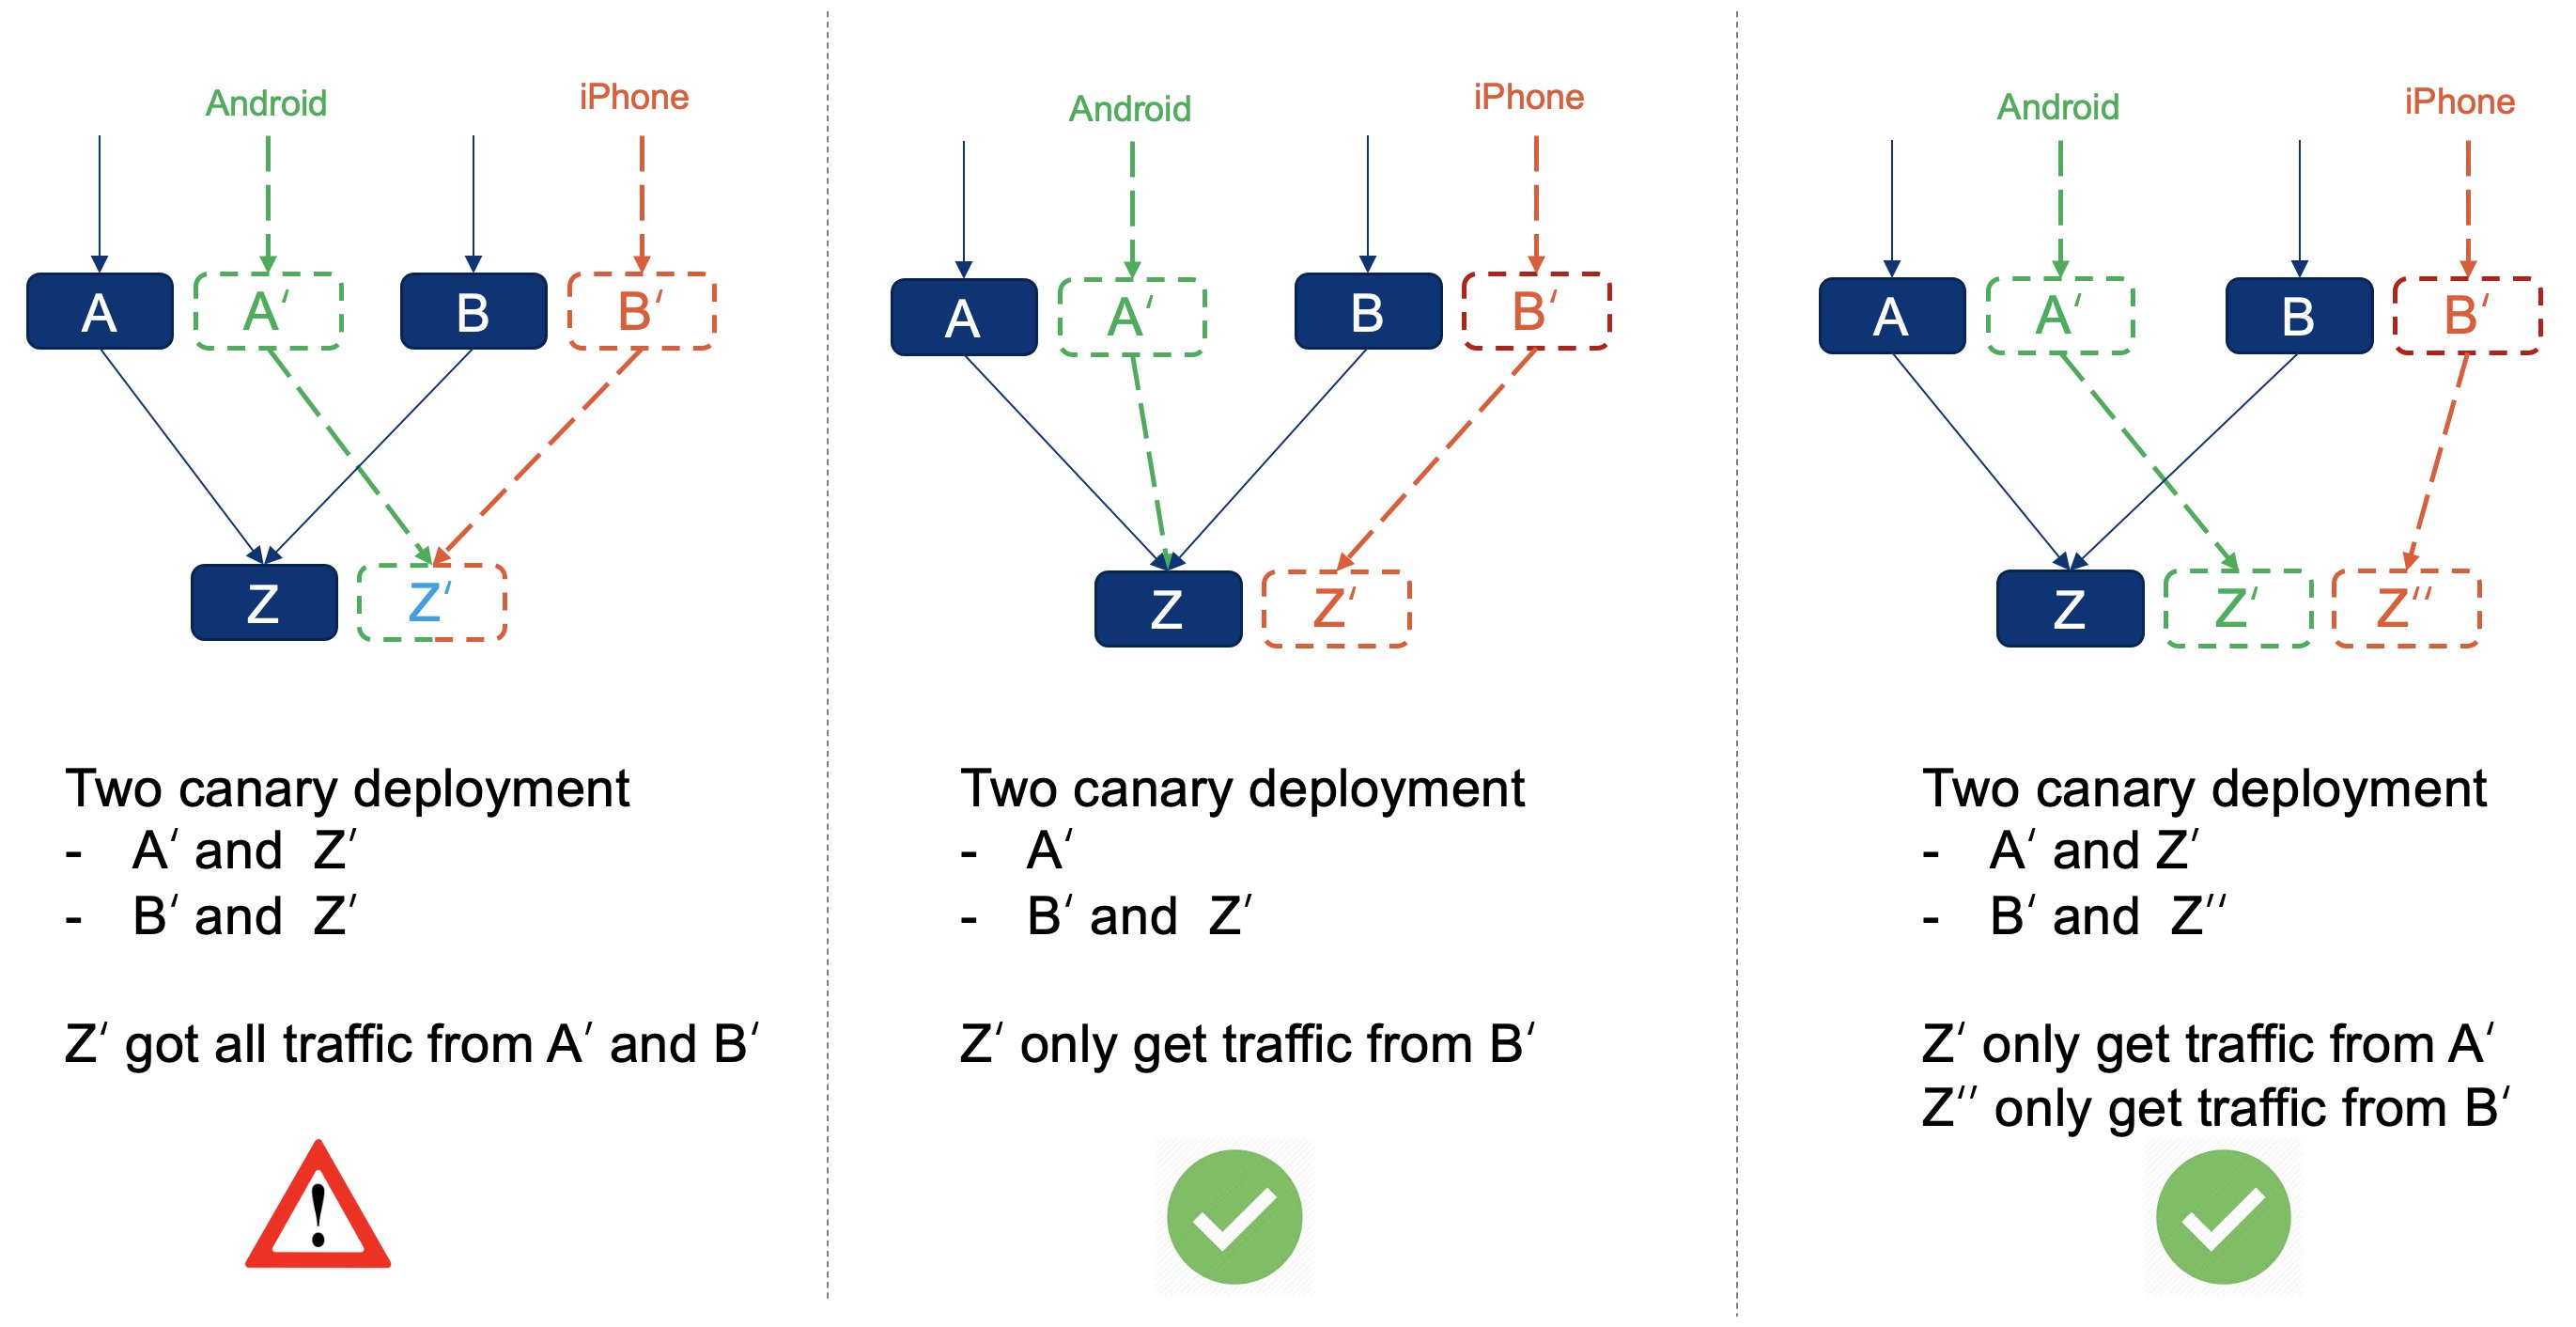 Android
iPhone
A
A′
B
B′
Z
Z′
Two canary deployment
- A′ and Z′
- B′ and Z′
Z′ got all traffic from A′ and B′
Android
iPhone
A
A′
B
B′
Z
Z′
Two canary deployment
- A′
- B′ and Z′
Z′ only get traffic from B′
Android
iPhone
A
A′
B
B′
Z
Z′
Z′′
Two canary deployment
- A′ and Z′
- B′ and Z′′
Z′ only get traffic from A′
Z′′ only get traffic from B′